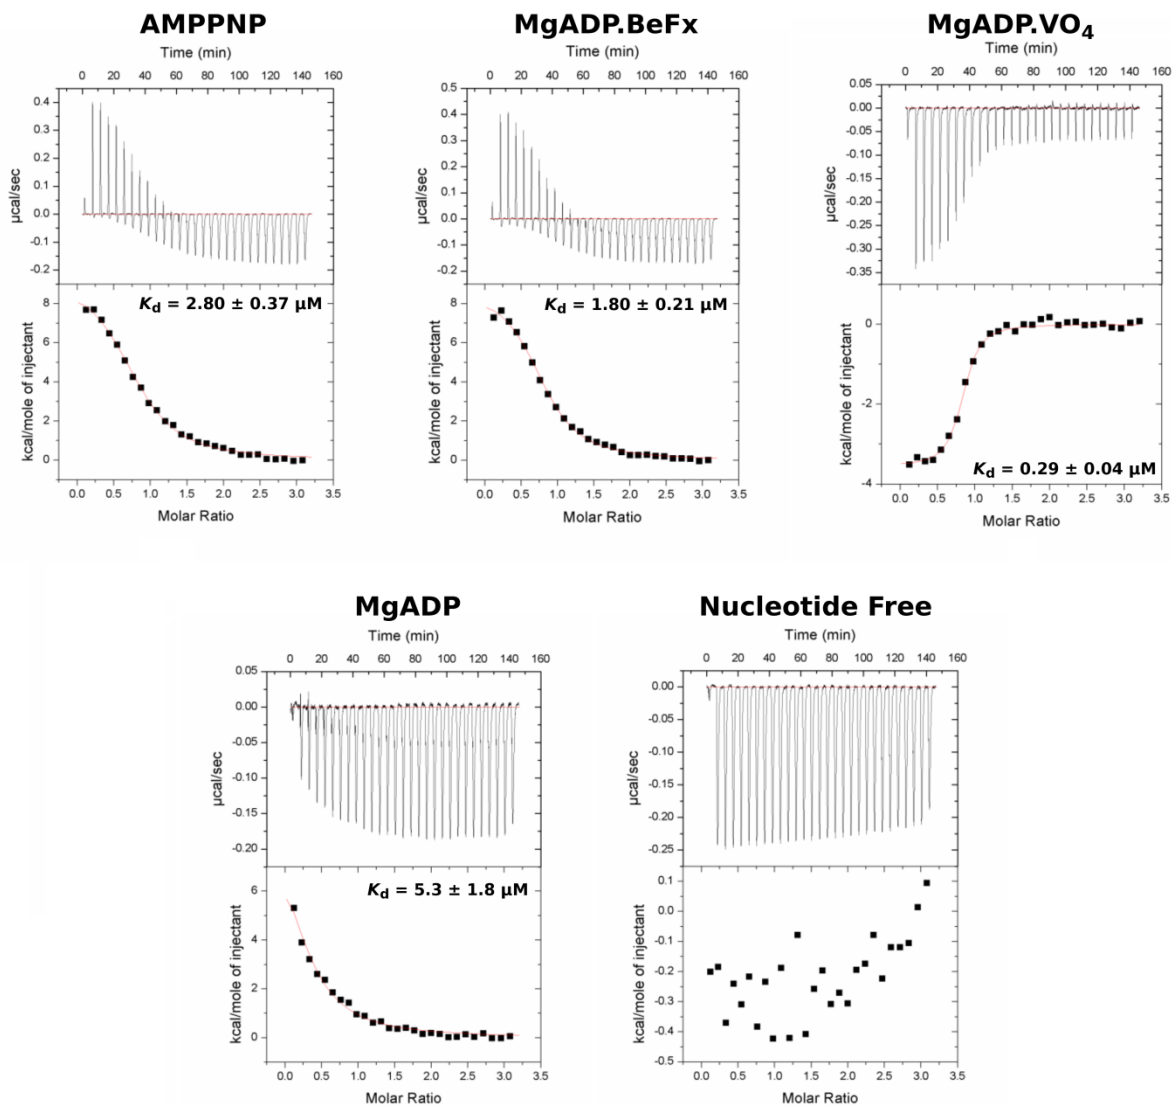 AMPPNP
Time (min)
0 20 40 60 80 100 120 140 160
0.4
0.3
0.2
0.1
0.0
-0.1
-0.2
µcal/sec
Kd = 2.80 ± 0.37 µM
8
6
4
2
0
kcal/mole of injectant
0.0 0.5 1.0 1.5 2.0 2.5 3.0 3.5
Molar Ratio
MgADP.BeFx
Time (min)
0 20 40 60 80 100 120 140 160
0.5
0.4
0.3
0.2
0.1
0.0
-0.1
-0.2
µcal/sec
Kd = 1.80 ± 0.21 µM
8
6
4
2
0
kcal/mole of injectant
0.0 0.5 1.0 1.5 2.0 2.5 3.0 3.5
Molar Ratio
MgADP.VO4
Time (min)
0 20 40 60 80 100 120 140 160
0.05
0.00
-0.05
-0.10
-0.15
-0.20
-0.25
-0.30
-0.35
µcal/sec
0
-2
-4
kcal/mole of injectant
Kd = 0.29 ± 0.04 µM
0.0 0.5 1.0 1.5 2.0 2.5 3.0 3.5
Molar Ratio
MgADP
Time (min)
0 20 40 60 80 100 120 140 160
0.05
0.00
-0.05
-0.10
-0.15
-0.20
µcal/sec
Kd = 5.3 ± 1.8 µM
6
4
2
0
kcal/mole of injectant
0.0 0.5 1.0 1.5 2.0 2.5 3.0 3.5
Molar Ratio
Nucleotide Free
Time (min)
0 20 40 60 80 100 120 140 160
0.00
-0.05
-0.10
-0.15
-0.20
-0.25
µcal/sec
0.1
0.0
-0.1
-0.2
-0.3
-0.4
-0.5
kcal/mole of injectant
0.0 0.5 1.0 1.5 2.0 2.5 3.0 3.5
Molar Ratio